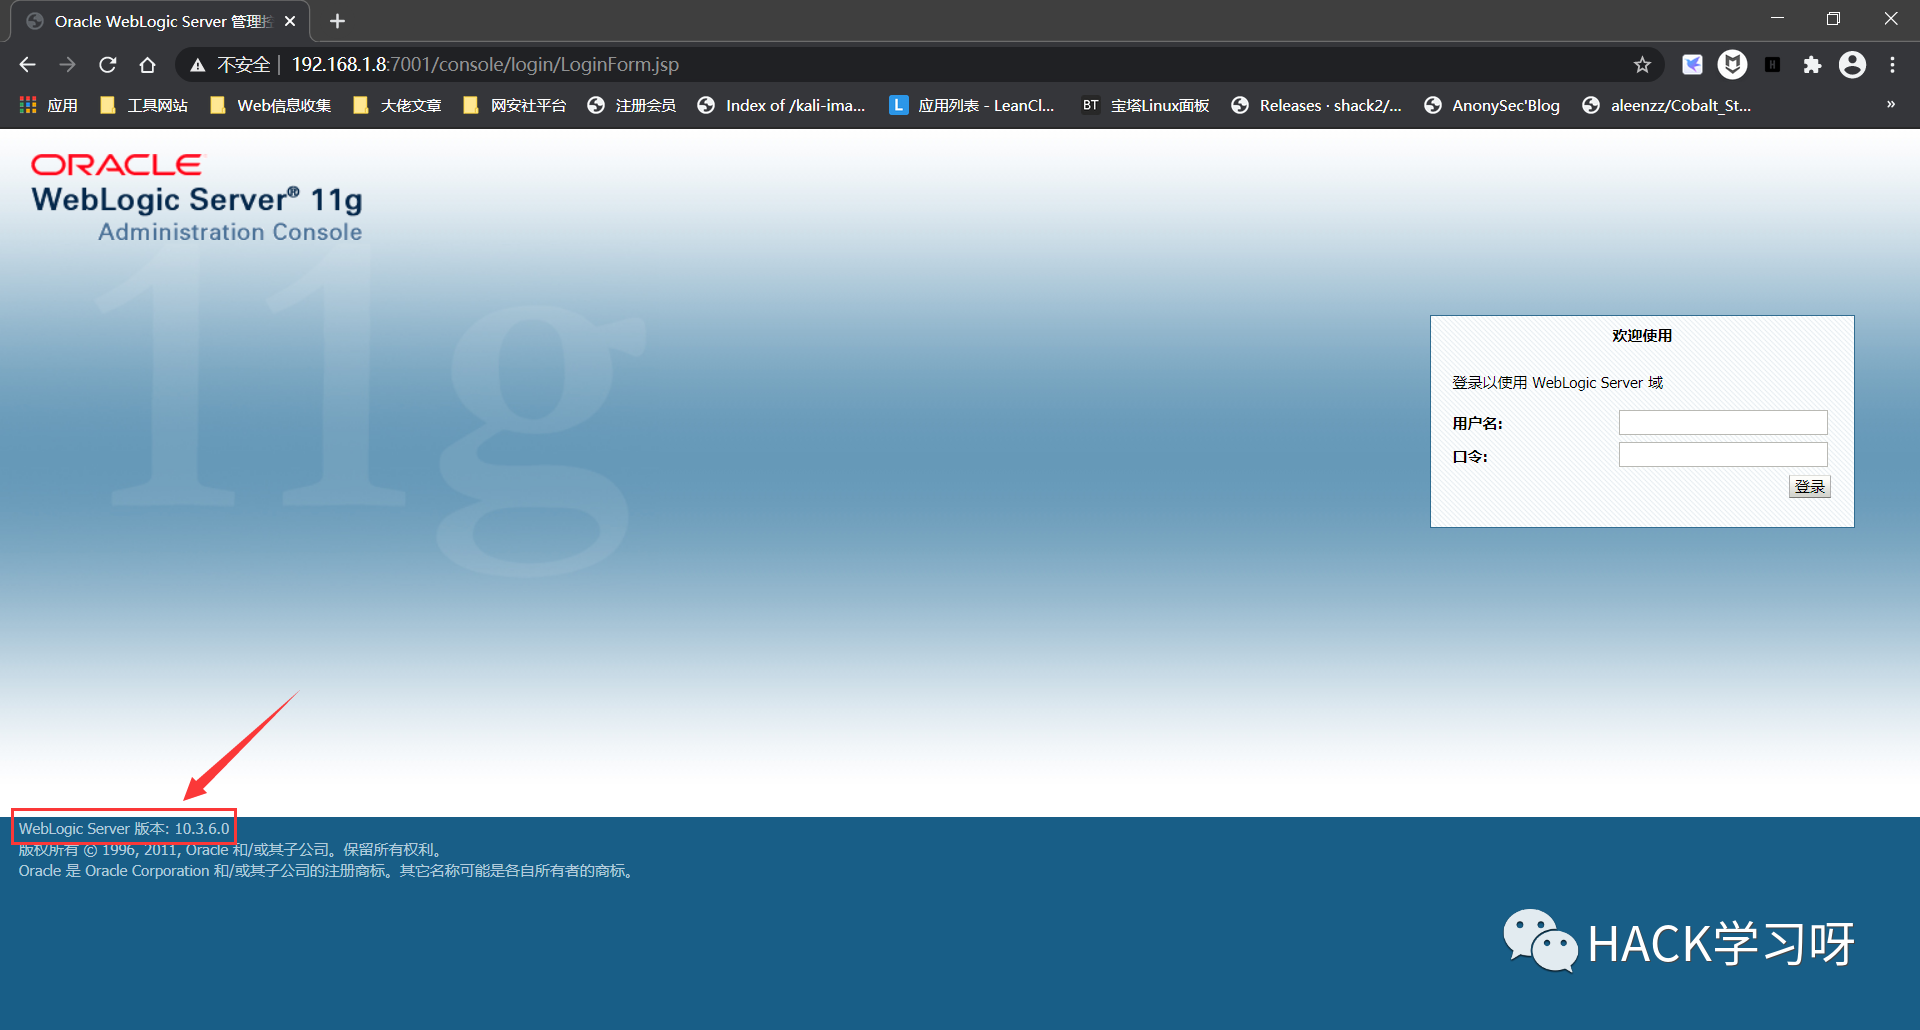 Oracle WebLogic Server 管理控
不安全 | 192.168.1.8:7001/console/login/LoginForm.jsp
应用 工具网站 Web信息收集 大佬文章 网安社平台 注册会员 Index of /kali-ima... L 应用列表 - LeanCl... BT 宝塔Linux面板 Releases · shack2/... AnonySec'Blog aleenzz/Cobalt_St... »
ORACLE
WebLogic Server® 11g
Administration Console
11g
欢迎使用
登录以使用 WebLogic Server 域
用户名:
口令:
登录
WebLogic Server 版本: 10.3.6.0
版权所有 © 1996, 2011, Oracle 和/或其子公司。保留所有权利。
Oracle 是 Oracle Corporation 和/或其子公司的注册商标。其它名称可能是各自所有者的商标。
HACK学习呀